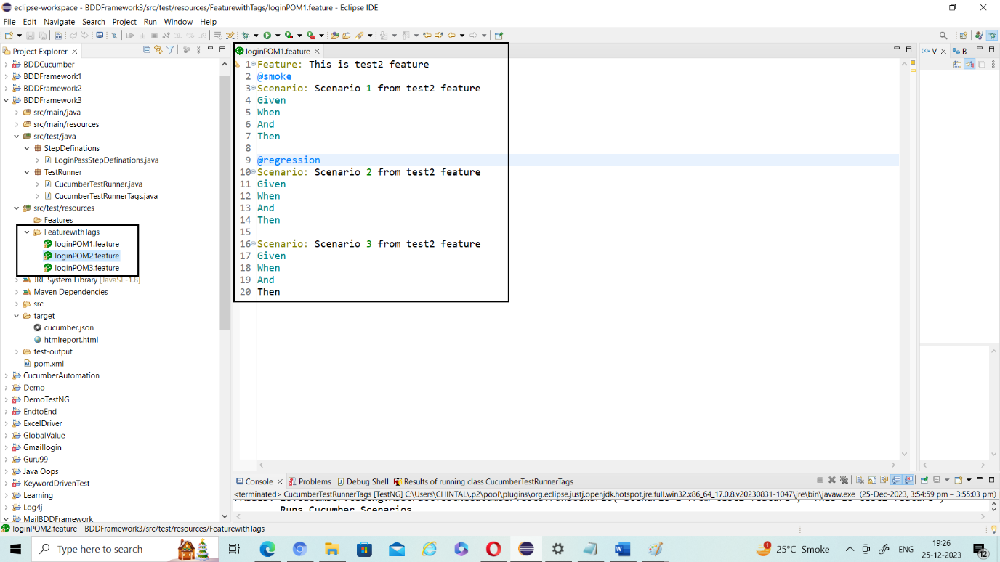 eclipse-workspace - BDDFramework3/src/test/resources/FeaturewithTags/loginPOM1.feature - Eclipse IDE
File Edit Navigate Search Project Run Window Help
Project Explorer
BDDCucumber
BDDFramework1
BDDFramework2
BDDFramework3
src/main/java
src/main/resources
src/test/java
StepDefinations
LoginPassStepDefinations.java
TestRunner
CucumberTestRunner.java
CucumberTestRunnerTags.java
src/test/resources
Features
FeaturewithTags
loginPOM1.feature
loginPOM2.feature
loginPOM3.feature
JRE System Library [JavaSE-1.8]
Maven Dependencies
src
target
cucumber.json
htmlreport.html
test-output
pom.xml
CucumberAutomation
Demo
DemoTestNG
EndtoEnd
ExcelDriver
GlobalValue
Gmaillogin
Guru99
Java Oops
KeywordDrivenTest
Learning
Log4j
MailBDDFramework
loginPOM1.feature
1 Feature: This is test2 feature
2 @smoke
3 Scenario: Scenario 1 from test2 feature
4 Given
5 When
6 And
7 Then
8
9 @regression
10 Scenario: Scenario 2 from test2 feature
11 Given
12 When
13 And
14 Then
15
16 Scenario: Scenario 3 from test2 feature
17 Given
18 When
19 And
20 Then
V B
Console Problems Debug Shell Results of running class CucumberTestRunnerTags
<terminated> CucumberTestRunnerTags [TestNG] C:\USERS\CHINTAL\.p2\pool\plugins\org.eclipse.justj.openjdk.hotspot.jre.full.win32.x86_64_17.0.8.v20230831-1047\jre\bin\javaw.exe (25-Dec-2023, 3:54:59 pm – 3:55:03 pm)
Runs Cucumber Scenarios
loginPOM2.feature - BDDFramework3/src/test/resources/FeaturewithTags
Type here to search
25°C Smoke
ENG
19:26
25-12-2023
12